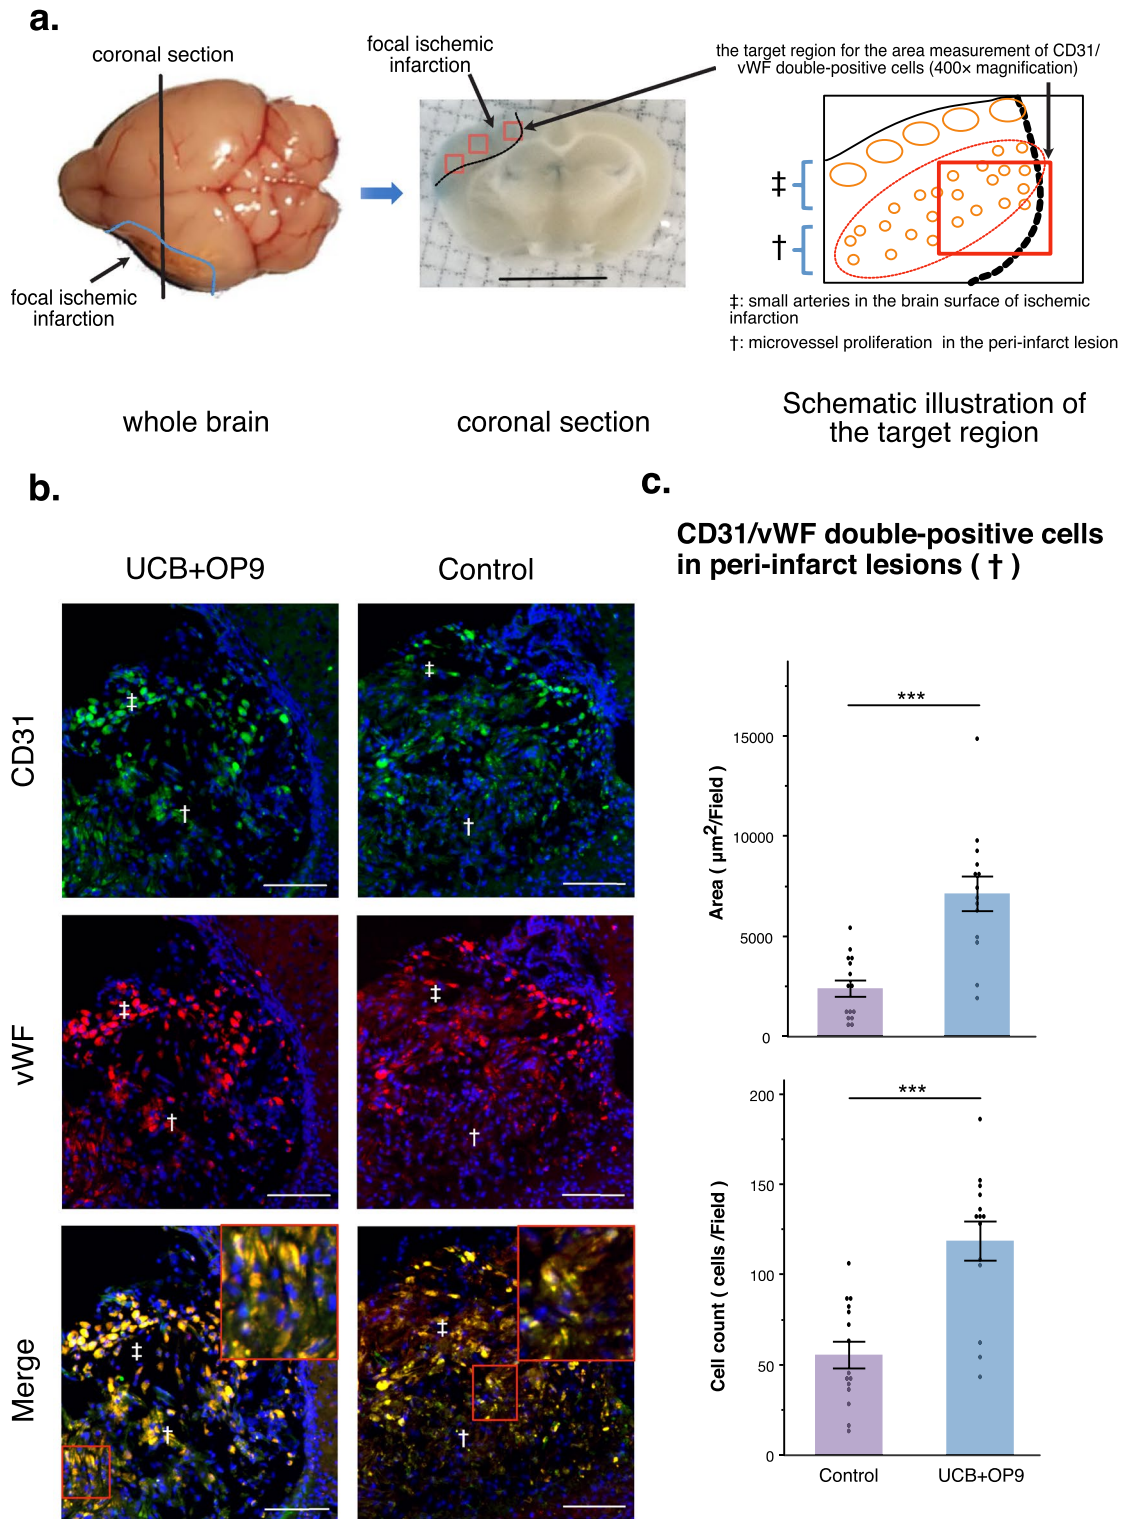 a.
coronal section
focal ischemic
infarction
focal ischemic
infarction
the target region for the area measurement of CD31/
vWF double-positive cells (400× magnification)
‡
†
‡: small arteries in the brain surface of ischemic
infarction
†: microvessel proliferation in the peri-infarct lesion
whole brain
coronal section
Schematic illustration of
the target region
b.
UCB+OP9
Control
CD31
‡
†
‡
†
vWF
‡
†
‡
†
Merge
‡
†
‡
†
c.
CD31/vWF double-positive cells
in peri-infarct lesions ( † )
***
Area ( µm2/Field )
15000
10000
5000
0
***
Cell count ( cells /Field )
200
150
100
50
0
Control
UCB+OP9